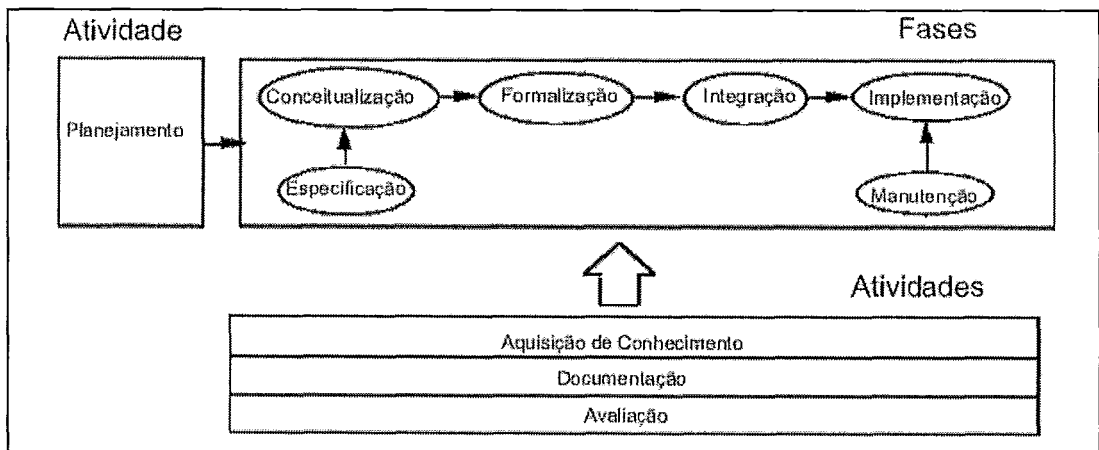 Atividade
Fases
Planejamento
Conceitualização
Formalização
Integração
Implementação
Especificação
Manutenção
Atividades
Aquisição de Conhecimento
Documentação
Avaliação